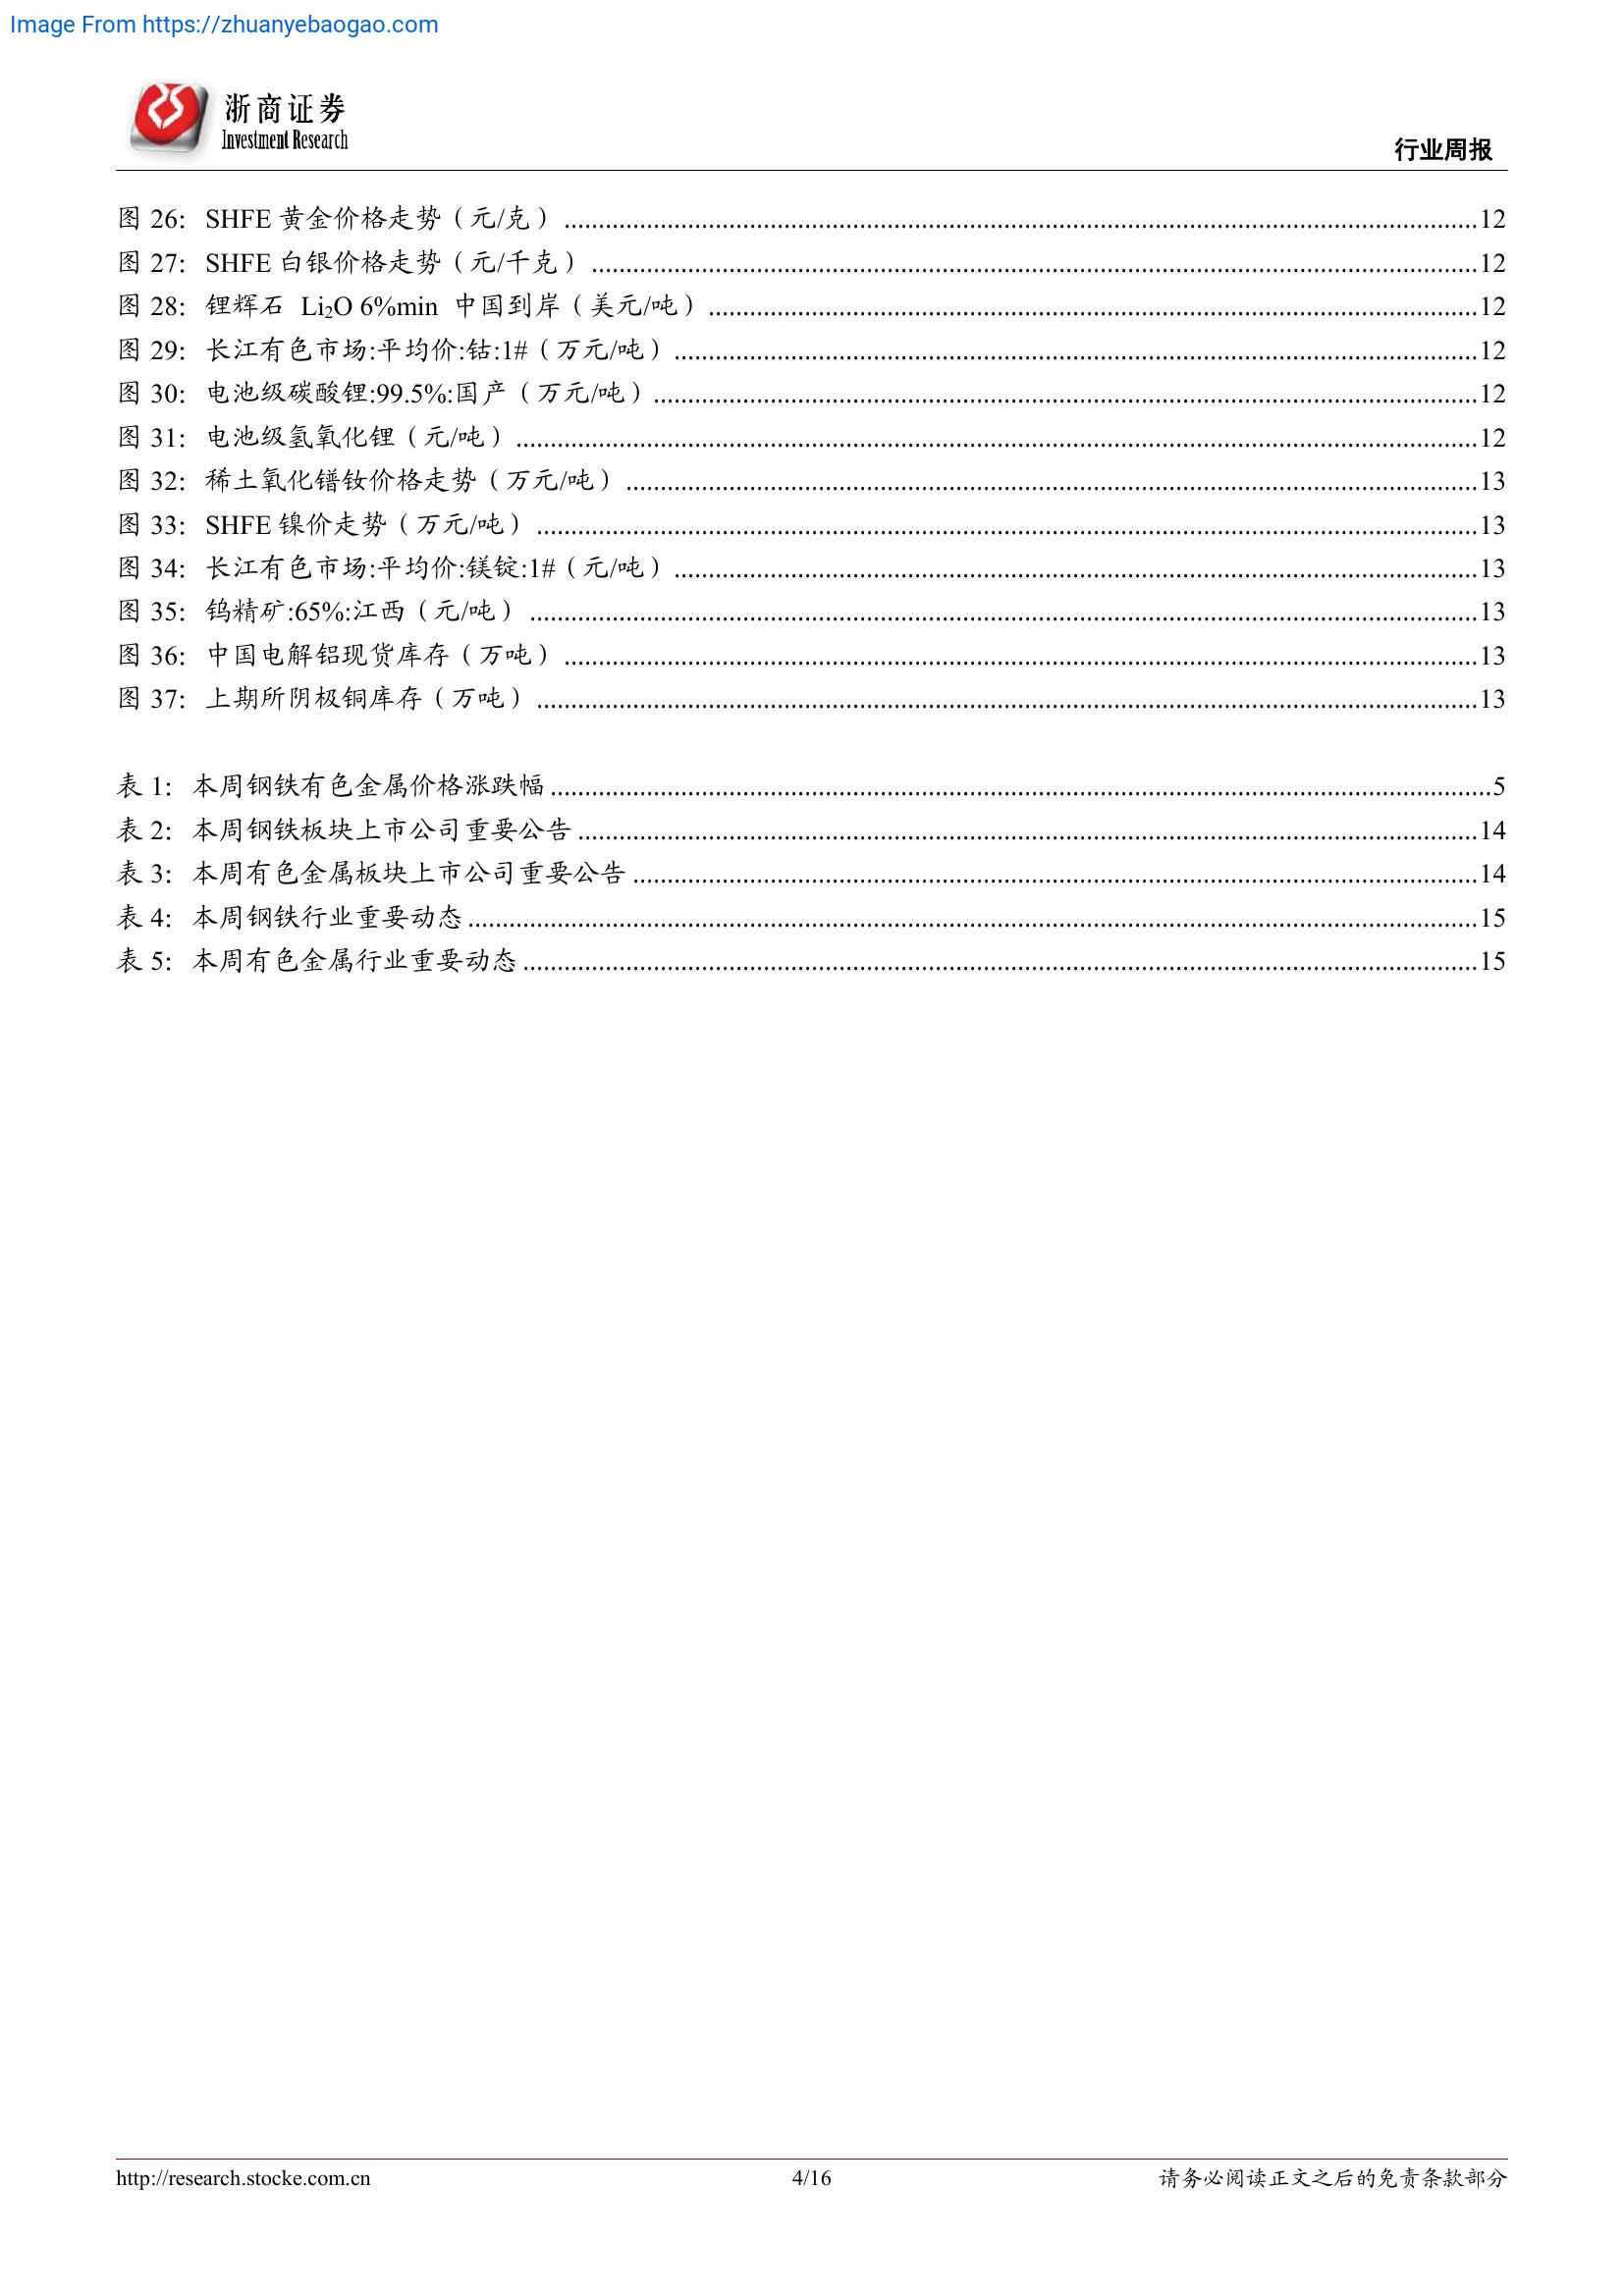 Image From https://zhuanyebaogao.com
浙商证券
Investment Research
行业周报
图 26: SHFE 黄金价格走势（元/克）....................12
图 27: SHFE 白银价格走势（元/千克）....................12
图 28: 锂辉石 Li₂O 6%min 中国到岸（美元/吨）....................12
图 29: 长江有色市场:平均价:钴:1#（万元/吨）....................12
图 30: 电池级碳酸锂:99.5%:国产（万元/吨）....................12
图 31: 电池级氢氧化锂（元/吨）....................12
图 32: 稀土氧化镨钕价格走势（万元/吨）....................13
图 33: SHFE 镍价走势（万元/吨）....................13
图 34: 长江有色市场:平均价:镁锭:1#（元/吨）....................13
图 35: 钨精矿:65%:江西（元/吨）....................13
图 36: 中国电解铝现货库存（万吨）....................13
图 37: 上期所阴极铜库存（万吨）....................13
表 1: 本周钢铁有色金属价格涨跌幅....................5
表 2: 本周钢铁板块上市公司重要公告....................14
表 3: 本周有色金属板块上市公司重要公告....................14
表 4: 本周钢铁行业重要动态....................15
表 5: 本周有色金属行业重要动态....................15
http://research.stocke.com.cn
4/16
请务必阅读正文之后的免责条款部分